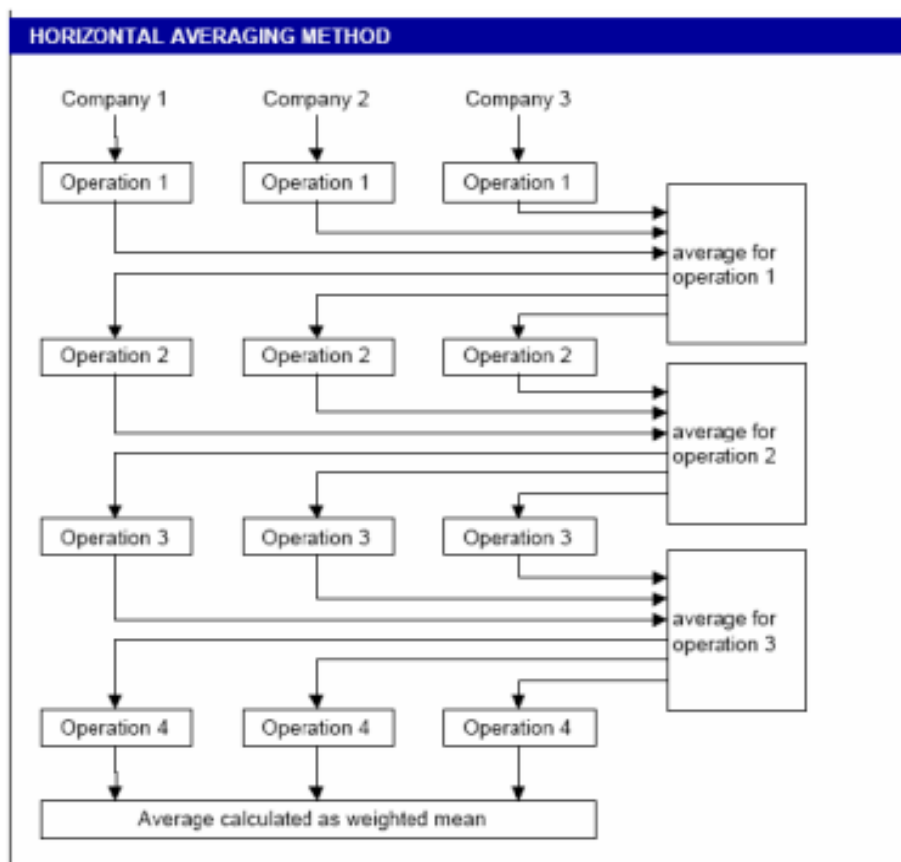 HORIZONTAL AVERAGING METHOD
Company 1
Company 2
Company 3
Operation 1
Operation 1
Operation 1
average for
operation 1
Operation 2
Operation 2
Operation 2
average for
operation 2
Operation 3
Operation 3
Operation 3
average for
operation 3
Operation 4
Operation 4
Operation 4
Average calculated as weighted mean